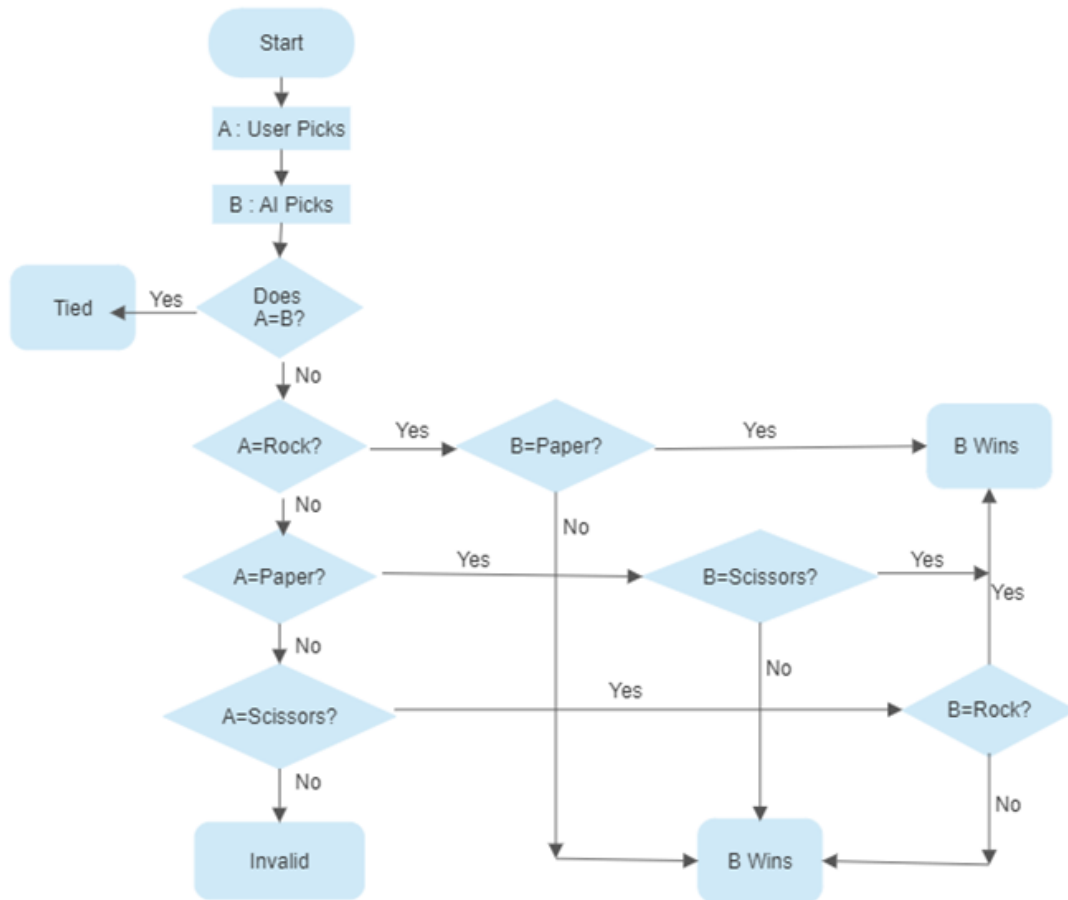 Start
A : User Picks
B : AI Picks
Does
A=B?
Yes
Tied
No
A=Rock?
Yes
B=Paper?
Yes
B Wins
No
No
A=Paper?
Yes
B=Scissors?
Yes
Yes
No
No
A=Scissors?
Yes
B=Rock?
No
No
Invalid
B Wins